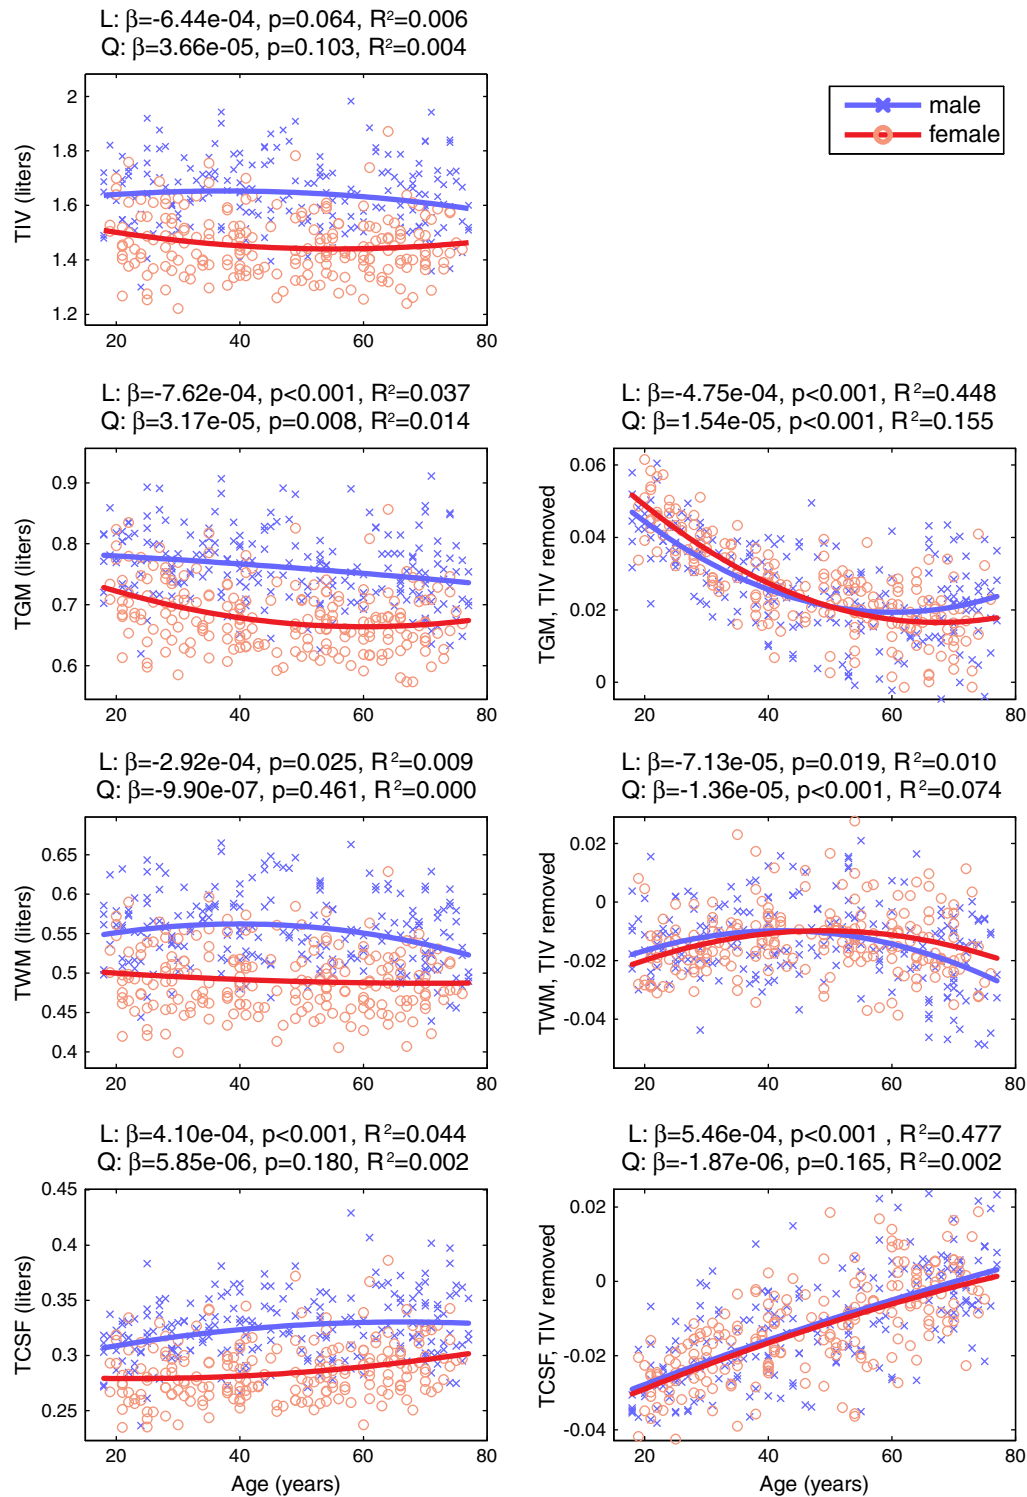 L: β=-6.44e-04, p=0.064, R²=0.006
Q: β=3.66e-05, p=0.103, R²=0.004
2
1.8
1.6
1.4
1.2
TIV (liters)
20 40 60 80
male
female
L: β=-7.62e-04, p<0.001, R²=0.037
Q: β=3.17e-05, p=0.008, R²=0.014
0.9
0.8
0.7
0.6
TGM (liters)
20 40 60 80
L: β=-4.75e-04, p<0.001, R²=0.448
Q: β=1.54e-05, p<0.001, R²=0.155
0.06
0.04
0.02
0
TGM, TIV removed
20 40 60 80
L: β=-2.92e-04, p=0.025, R²=0.009
Q: β=-9.90e-07, p=0.461, R²=0.000
0.65
0.6
0.55
0.5
0.45
0.4
TWM (liters)
20 40 60 80
L: β=-7.13e-05, p=0.019, R²=0.010
Q: β=-1.36e-05, p<0.001, R²=0.074
0.02
0
-0.02
-0.04
TWM, TIV removed
20 40 60 80
L: β=4.10e-04, p<0.001, R²=0.044
Q: β=5.85e-06, p=0.180, R²=0.002
0.45
0.4
0.35
0.3
0.25
TCSF (liters)
20 40 60 80
Age (years)
L: β=5.46e-04, p<0.001 , R²=0.477
Q: β=-1.87e-06, p=0.165, R²=0.002
0.02
0
-0.02
-0.04
TCSF, TIV removed
20 40 60 80
Age (years)